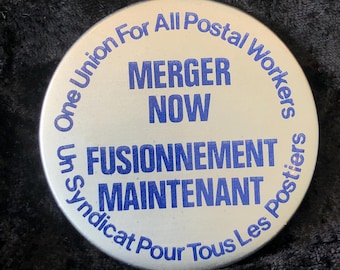 One Union For All Postal Workers
MERGER
NOW
FUSIONNEMENT
MAINTENANT
Un Syndicat Pour Tous Les Postiers